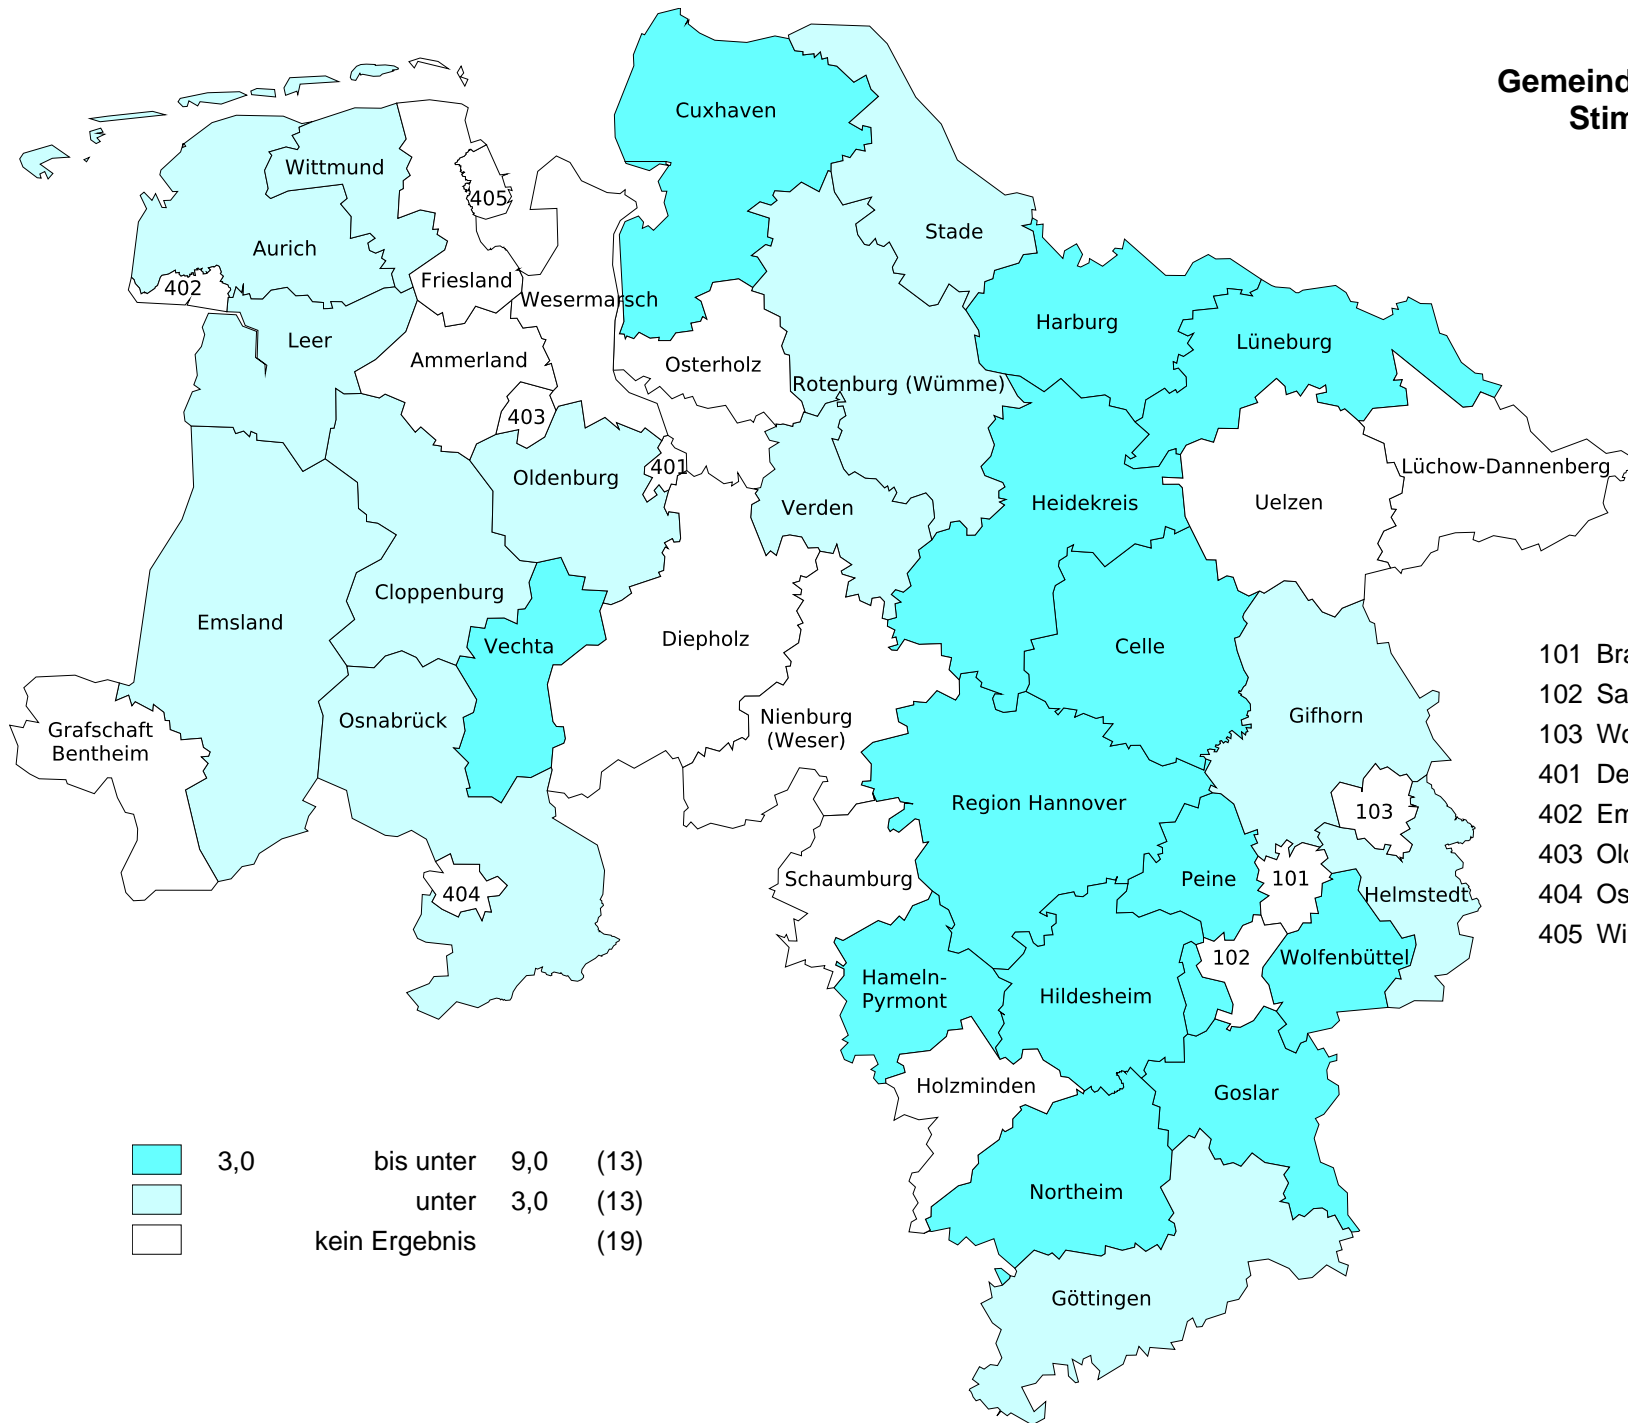 Cuxhaven
Wittmund
405
Stade
Aurich
Friesland
402
Wesermarsch
Harburg
Leer
Lüneburg
Ammerland
Osterholz
Rotenburg (Wümme)
403
401
Lüchow-Dannenberg
Oldenburg
Heidekreis
Uelzen
Verden
Cloppenburg
Emsland
Diepholz
Vechta
Celle
Osnabrück
Nienburg
(Weser)
Gifhorn
Grafschaft
Bentheim
Region Hannover
103
Schaumburg
Peine
101
404
Helmstedt
102
Wolfenbüttel
Hameln-
Pyrmont
Hildesheim
Holzminden
Goslar
Northeim
Göttingen
3,0 bis unter 9,0 (13)
unter 3,0 (13)
kein Ergebnis (19)
101
102
103
401
402
403
404
405